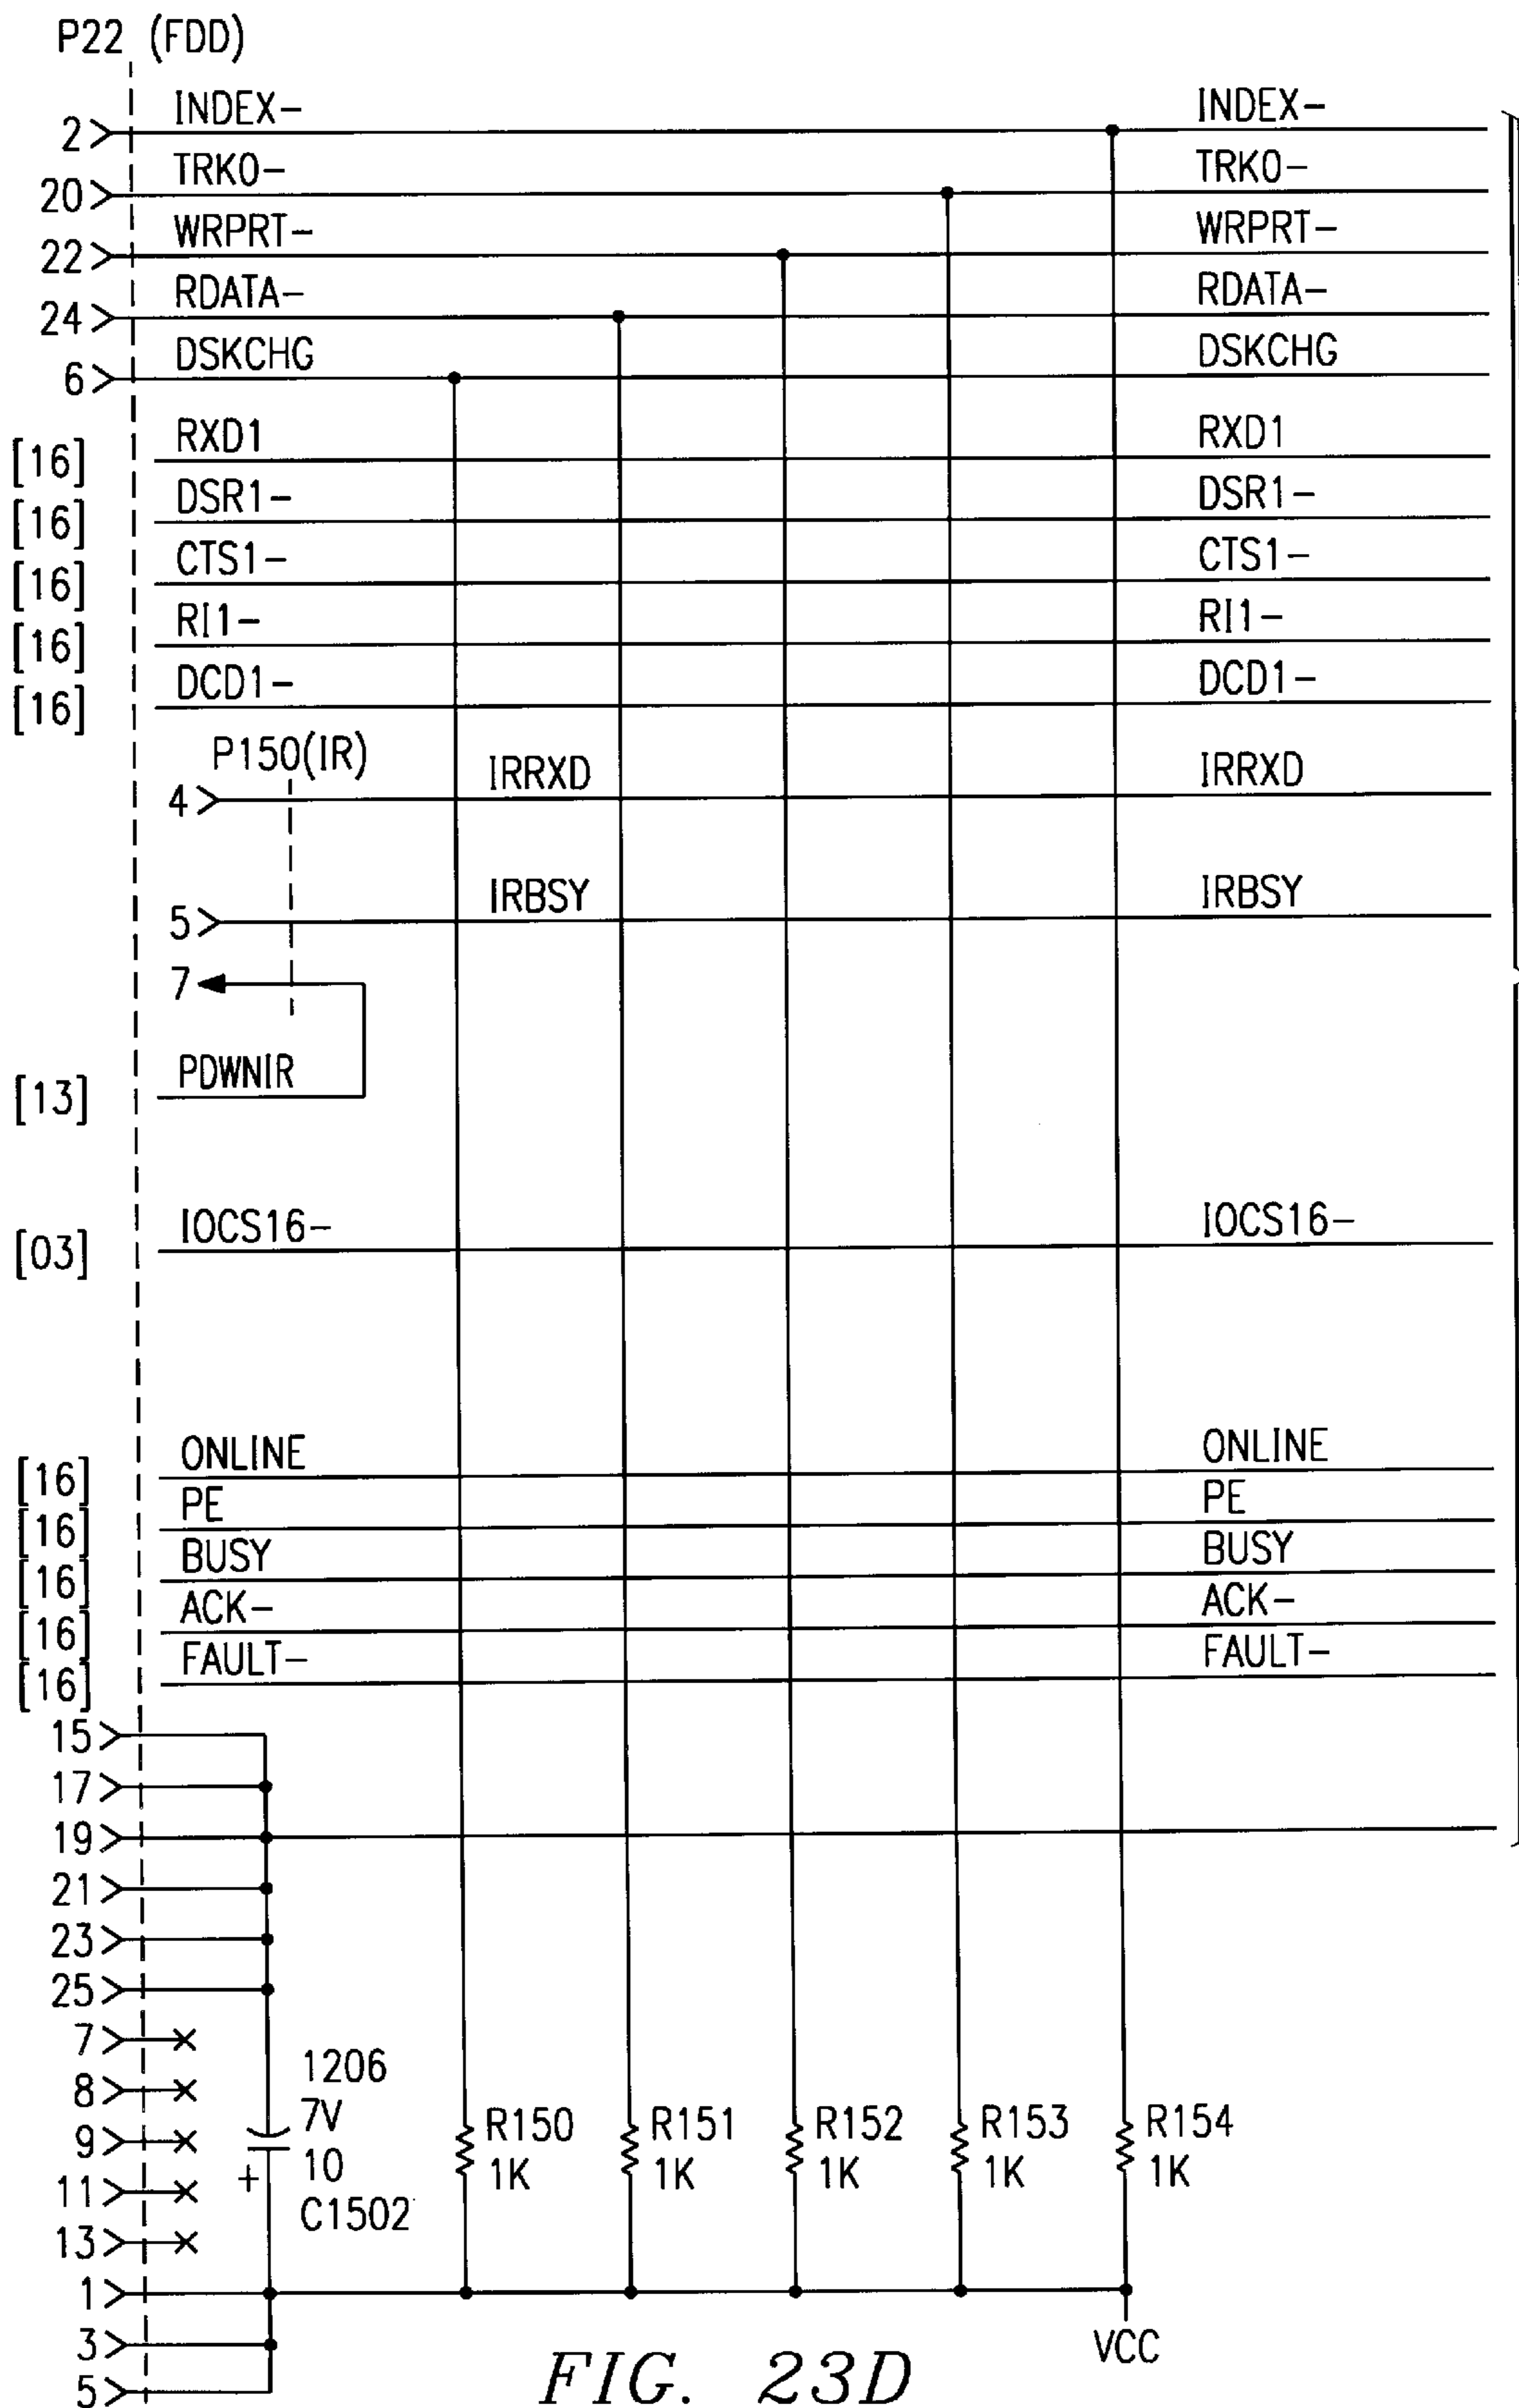 P22 (FDD)
2 INDEX- INDEX-
20 TRK0- TRK0-
22 WRPRT- WRPRT-
24 RDATA- RDATA-
6 DSKCHG DSKCHG
[16] RXD1 RXD1
[16] DSR1- DSR1-
[16] CTS1- CTS1-
[16] RI1- RI1-
[16] DCD1- DCD1-
P150(IR)
4 IRRXD IRRXD
5 IRBSY IRBSY
7
[13] PDWNIR
[03] IOCS16- IOCS16-
[16] ONLINE ONLINE
[16] PE PE
[16] BUSY BUSY
[16] ACK- ACK-
[16] FAULT- FAULT-
15
17
19
21
23
25
7
8
9
11
13
1
3
5
1206
7V
10
+
C1502
R150
1K
R151
1K
R152
1K
R153
1K
R154
1K
VCC
FIG. 23D